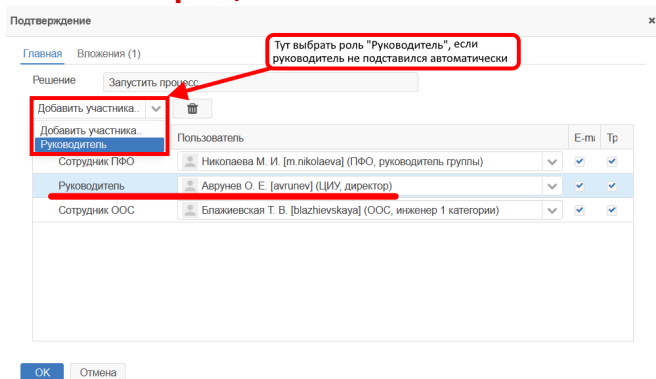 Подтверждение
Главная Вложения (1)
Тут выбрать роль "Руководитель", если
руководитель не подставился автоматически
Решение Запустить процесс
Добавить участника..
Добавить участника..
Руководитель
Пользователь E-ma Тр
Сотрудник ПФО Николаева М. И. [m.nikolaeva] (ПФО, руководитель группы)
Руководитель Аврунев О. Е. [avrunev] (ЦИУ, директор)
Сотрудник ООС Блажиевская Т. В. [blazhievskaya] (ООС, инженер 1 категории)
OK Отмена